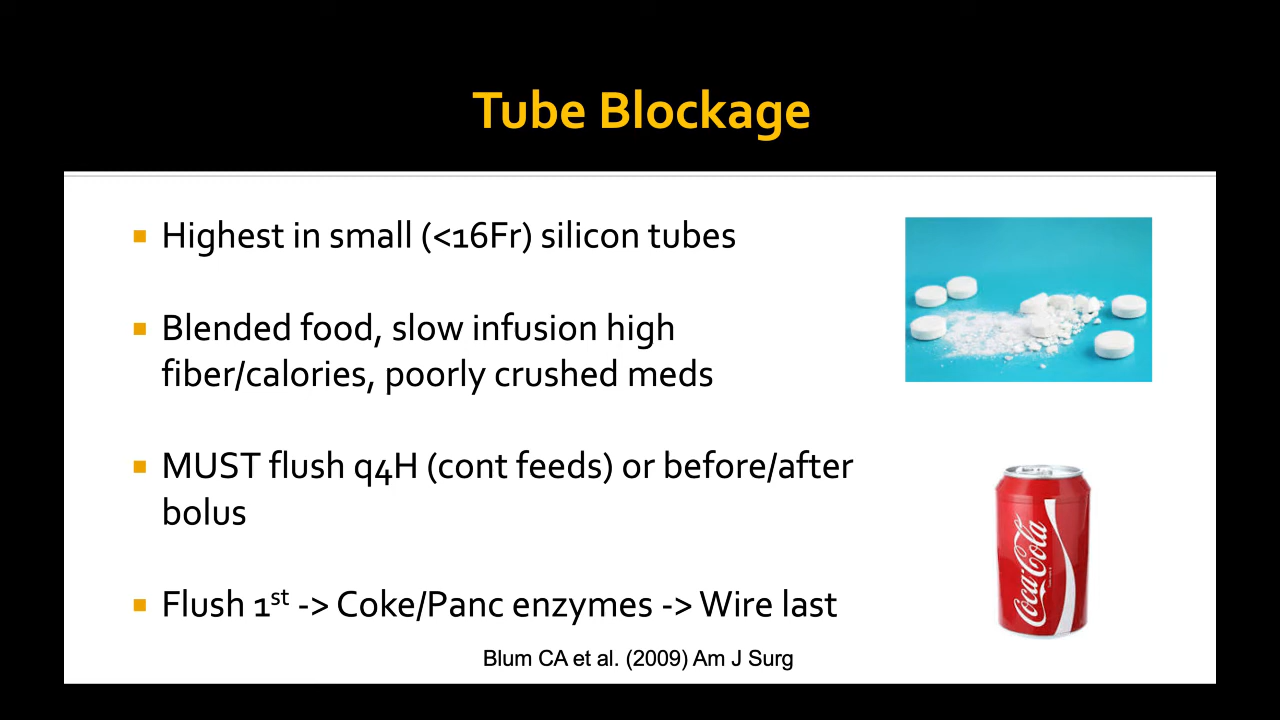 Tube Blockage
Highest in small (<16Fr) silicon tubes
Blended food, slow infusion high
fiber/calories, poorly crushed meds
MUST flush q4H (cont feeds) or before/after
bolus
Flush 1st -> Coke/Panc enzymes -> Wire last
Coca-Cola
Blum CA et al. (2009) Am J Surg